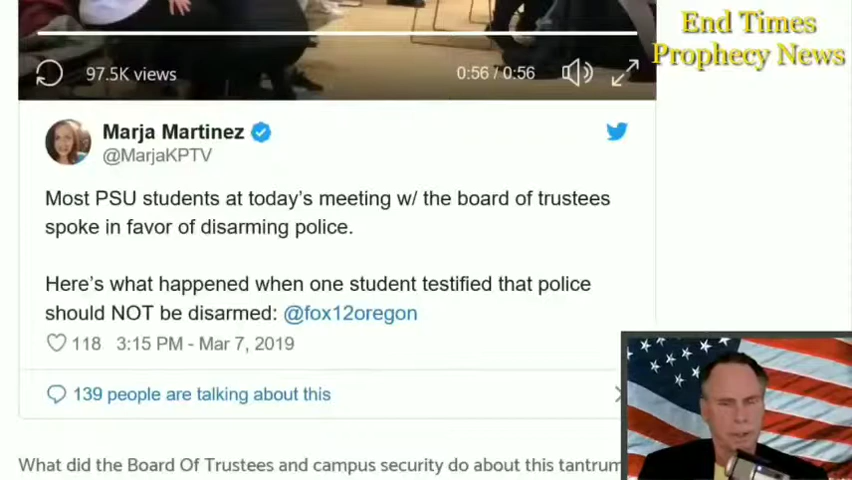 End Times
Prophecy News
97.5K views
0:56 / 0:56
Marja Martinez
@MarjaKPTV
Most PSU students at today's meeting w/ the board of trustees
spoke in favor of disarming police.
Here's what happened when one student testified that police
should NOT be disarmed: @fox12oregon
118 3:15 PM - Mar 7, 2019
139 people are talking about this
What did the Board Of Trustees and campus security do about this tantrum